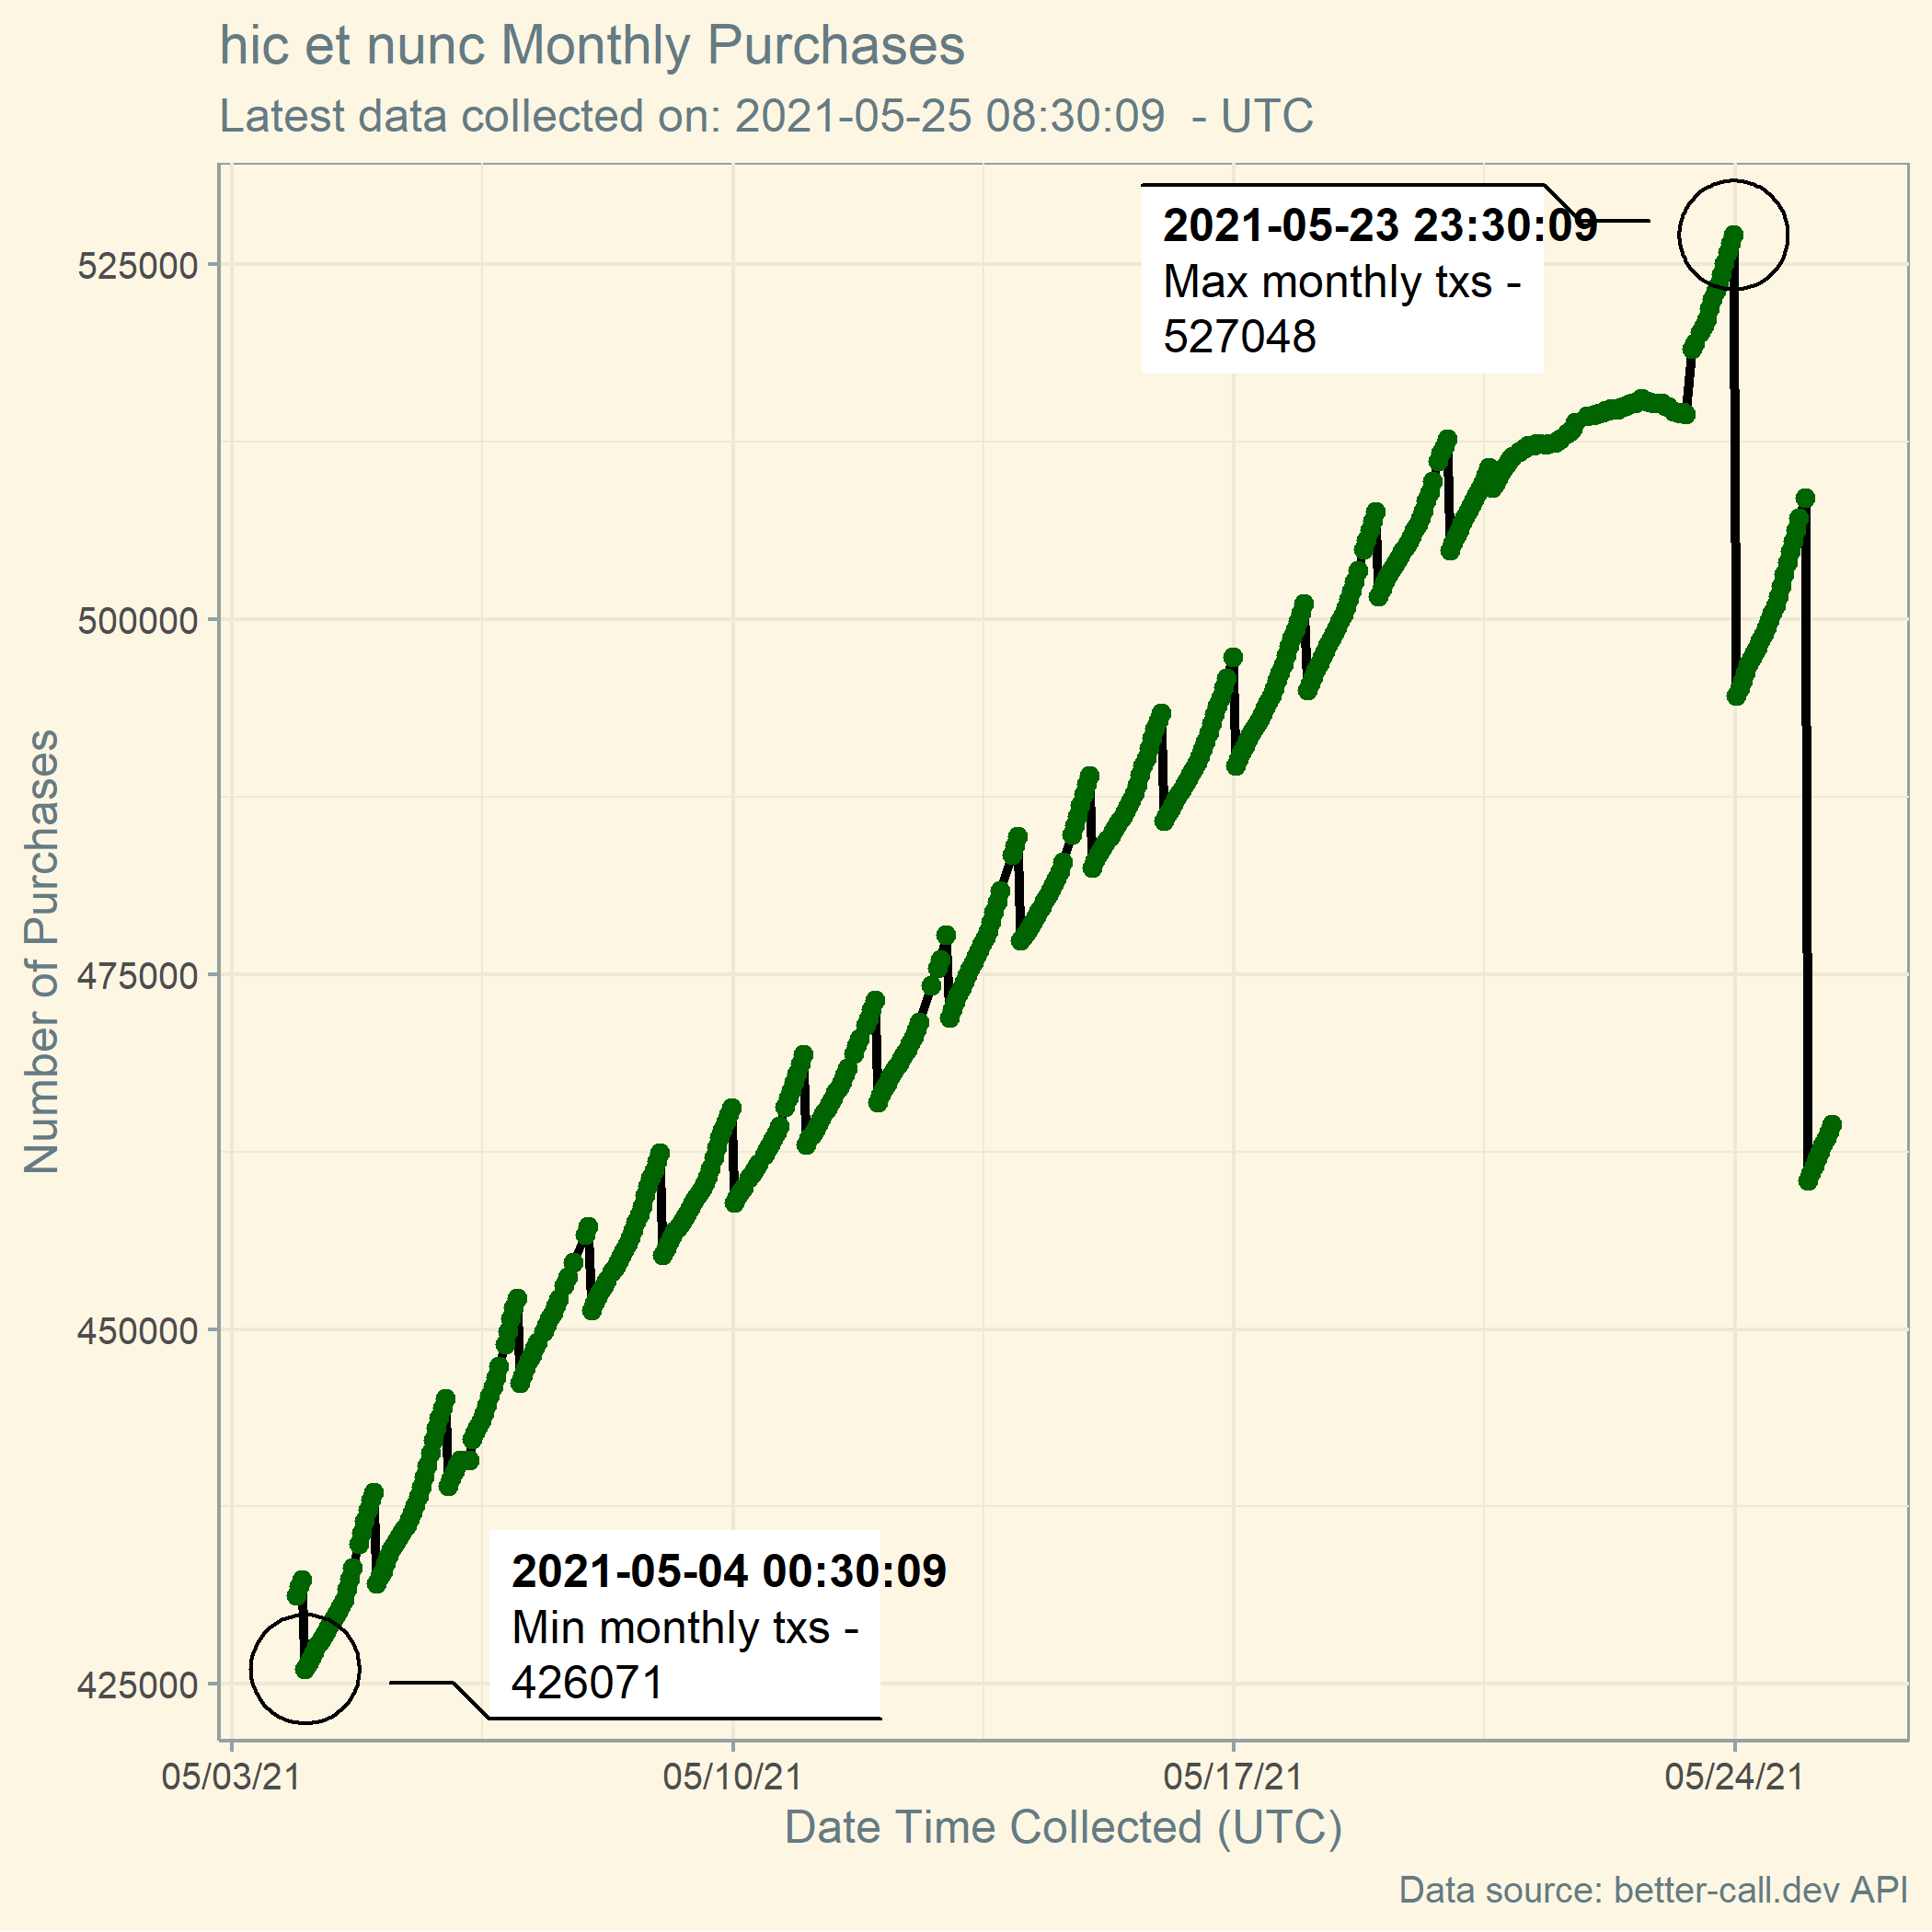 hic et nunc Monthly Purchases
Latest data collected on: 2021-05-25 08:30:09  - UTC
2021-05-23 23:30:09
Max monthly txs -
527048
525000
500000
475000
450000
425000
Number of Purchases
2021-05-04 00:30:09
Min monthly txs -
426071
05/03/21
05/10/21
05/17/21
05/24/21
Date Time Collected (UTC)
Data source: better-call.dev API